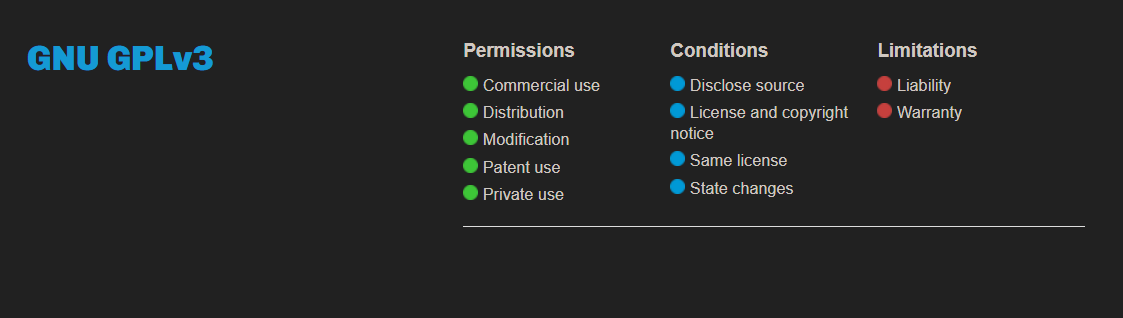 GNU GPLv3
Permissions
Commercial use
Distribution
Modification
Patent use
Private use
Conditions
Disclose source
License and copyright
notice
Same license
State changes
Limitations
Liability
Warranty